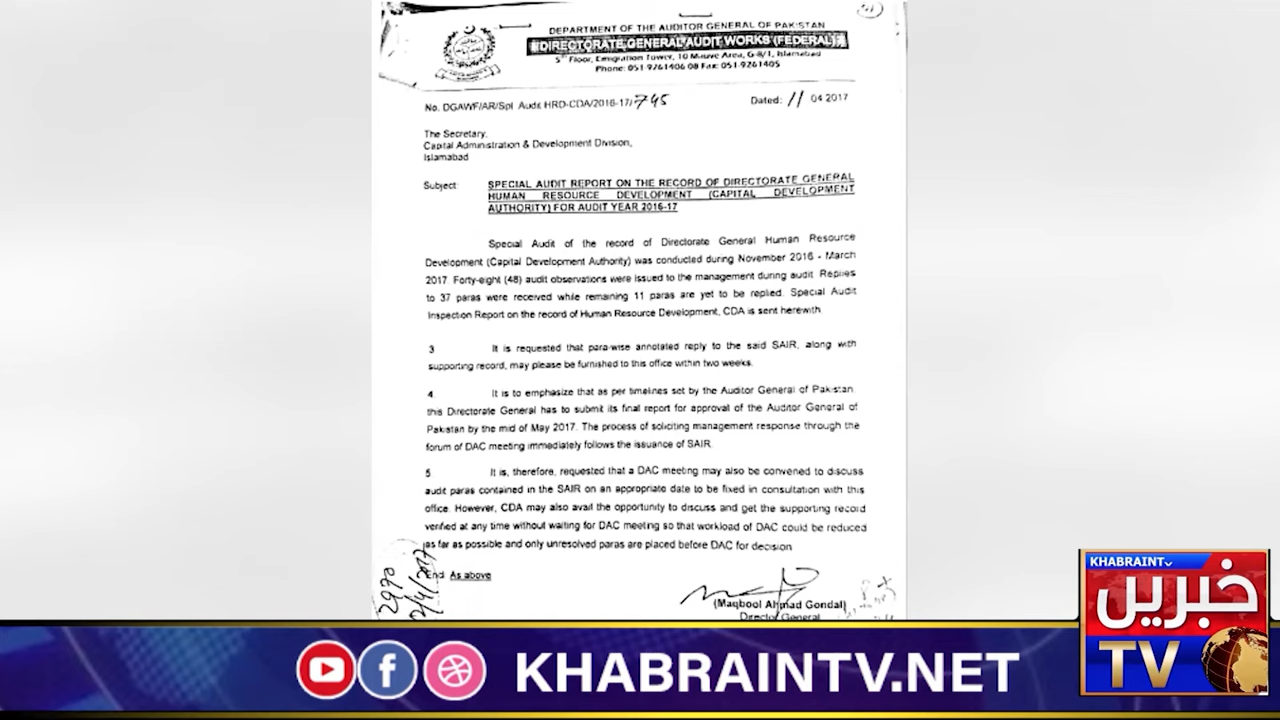 DEPARTMENT OF THE AUDITOR GENERAL OF PAKISTAN
DIRECTORATE GENERAL AUDIT WORKS (FEDERAL)
5th Floor, Emigration Tower, 10 Mauve Area, G-8/1, Islamabad
Phone: 051-9261406 08 Fax: 051-9261405
No. DGAWF/AR/Spl Audit HRD-CDA/2016-17/745 Dated: 11 04 2017
The Secretary,
Capital Administration & Development Division,
Islamabad
Subject: SPECIAL AUDIT REPORT ON THE RECORD OF DIRECTORATE GENERAL
HUMAN RESOURCE DEVELOPMENT (CAPITAL DEVELOPMENT
AUTHORITY) FOR AUDIT YEAR 2016-17
Special Audit of the record of Directorate General Human Resource
Development (Capital Development Authority) was conducted during November 2016 - March
2017. Forty-eight (48) audit observations were issued to the management during audit Replies
to 37 paras were received while remaining 11 paras are yet to be replied. Special Audit
Inspection Report on the record of Human Resource Development, CDA is sent herewith
3 It is requested that para-wise annotated reply to the said SAIR, along with
supporting record, may please be furnished to this office within two weeks.
4 It is to emphasize that as per timelines set by the Auditor General of Pakistan,
this Directorate General has to submit its final report for approval of the Auditor General of
Pakistan by the mid of May 2017. The process of soliciting management response through the
forum of DAC meeting immediately follows the issuance of SAIR
5 It is, therefore, requested that a DAC meeting may also be convened to discuss
audit paras contained in the SAIR on an appropriate date to be fixed in consultation with this
office. However, CDA may also avail the opportunity to discuss and get the supporting record
verified at any time without waiting for DAC meeting so that workload of DAC could be reduced
as far as possible and only unresolved paras are placed before DAC for decision
End As above
2690
(Maqbool Ahmad Gondal)
Director General
KHABRAINTV
خبریں
TV
KHABRAINTV.NET